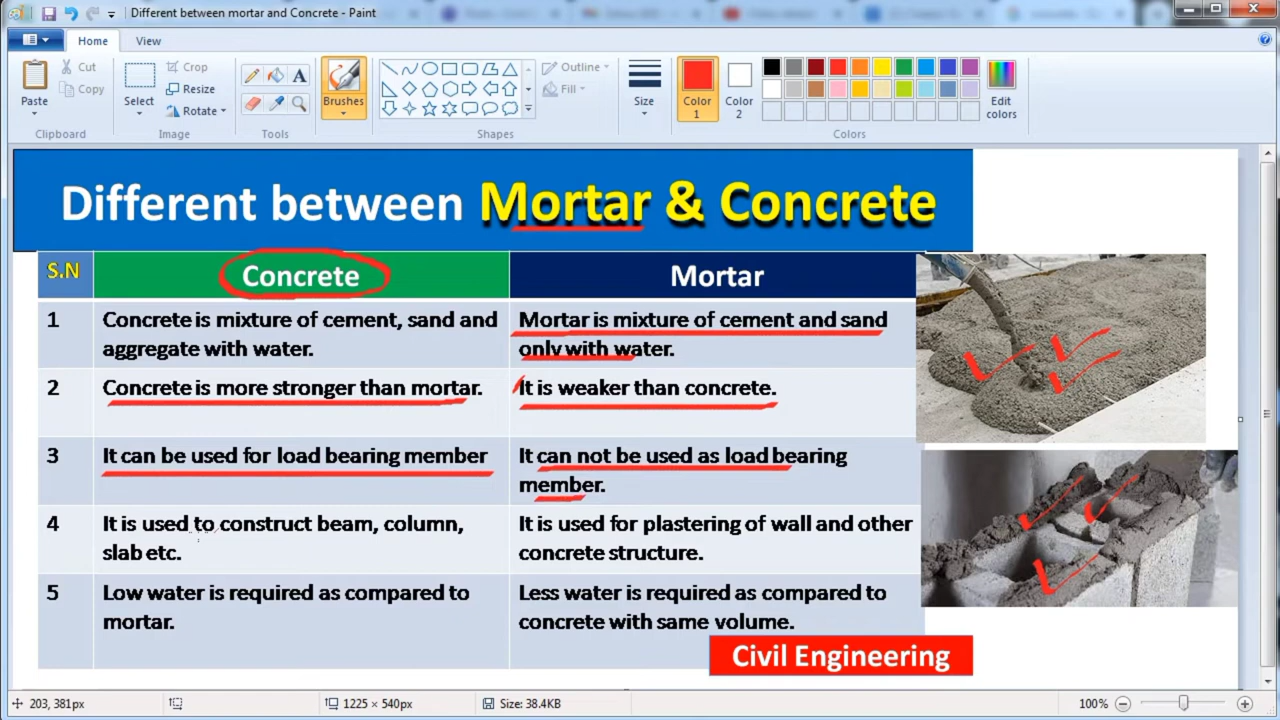 Different between mortar and Concrete - Paint
Home View
Paste
Cut
Copy
Clipboard
Select
Crop
Resize
Rotate
Image
A
Tools
Brushes
Outline
Fill
Shapes
Size
Color 1
Color 2
Edit colors
Colors
Different between Mortar & Concrete
S.N Concrete Mortar
1 Concrete is mixture of cement, sand and Mortar is mixture of cement and sand
aggregate with water. only with water.
2 Concrete is more stronger than mortar. It is weaker than concrete.
3 It can be used for load bearing member It can not be used as load bearing
member.
4 It is used to construct beam, column, It is used for plastering of wall and other
slab etc. concrete structure.
5 Low water is required as compared to Less water is required as compared to
mortar. concrete with same volume.
Civil Engineering
203, 381px 1225 × 540px Size: 38.4KB 100%